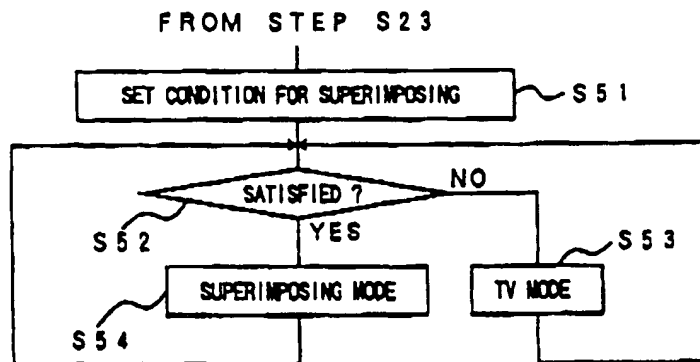 FROM STEP S23
SET CONDITION FOR SUPERIMPOSING
S51
SATISFIED ?
NO
S52
YES
S53
SUPERIMPOSING MODE
TV MODE
S54